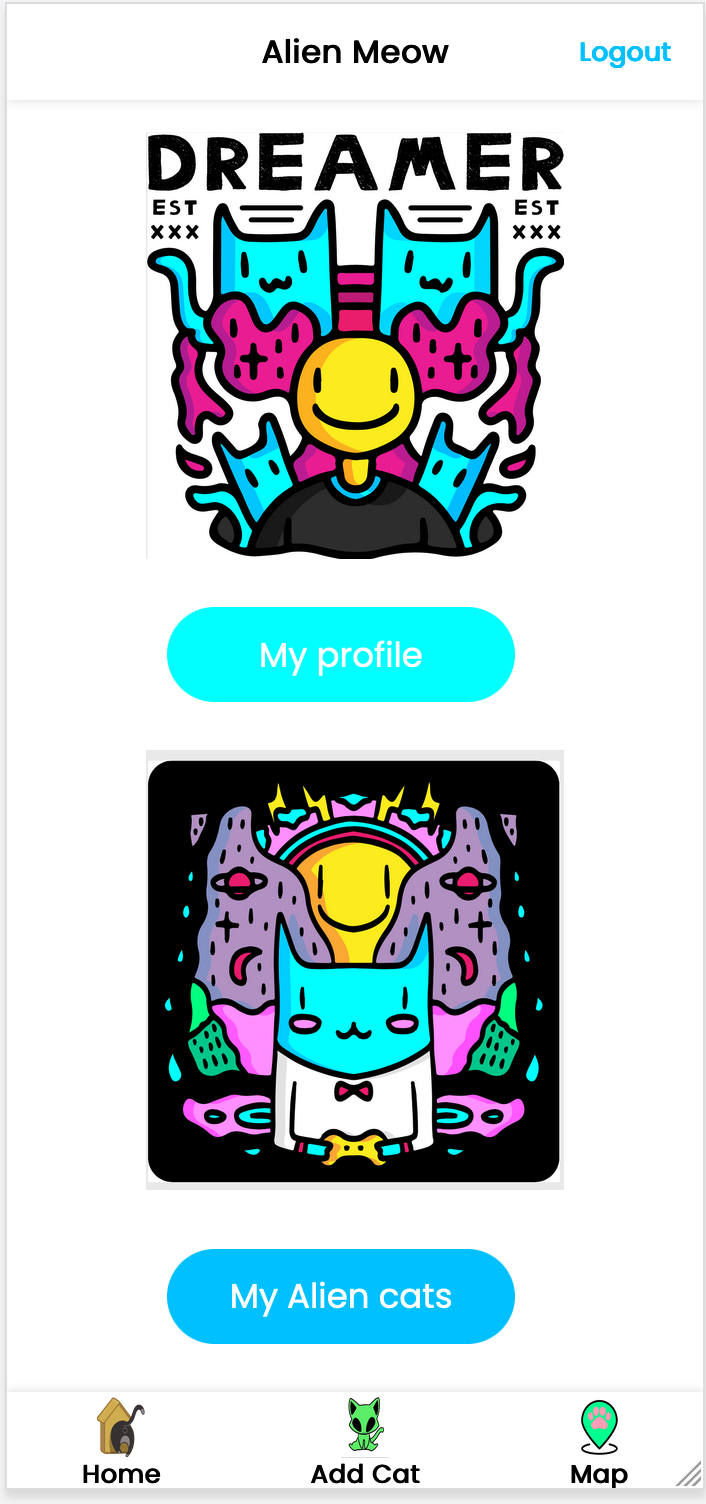 Alien Meow
Logout
DREAMER
EST EST
XXX XXX
My profile
My Alien cats
Home Add Cat Map